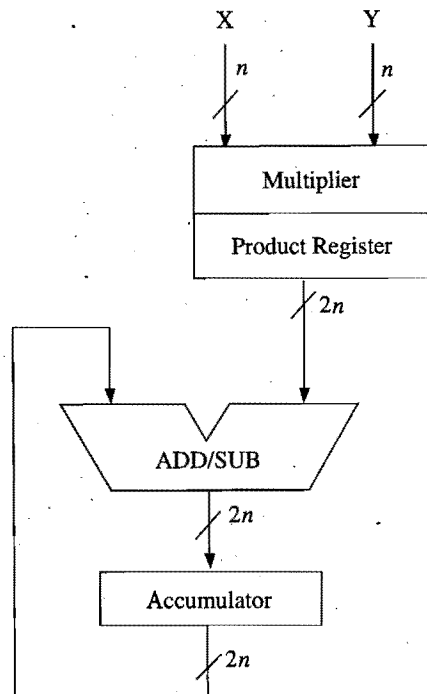 X Y
n n
Multiplier
Product Register
2n
ADD/SUB
2n
Accumulator
2n